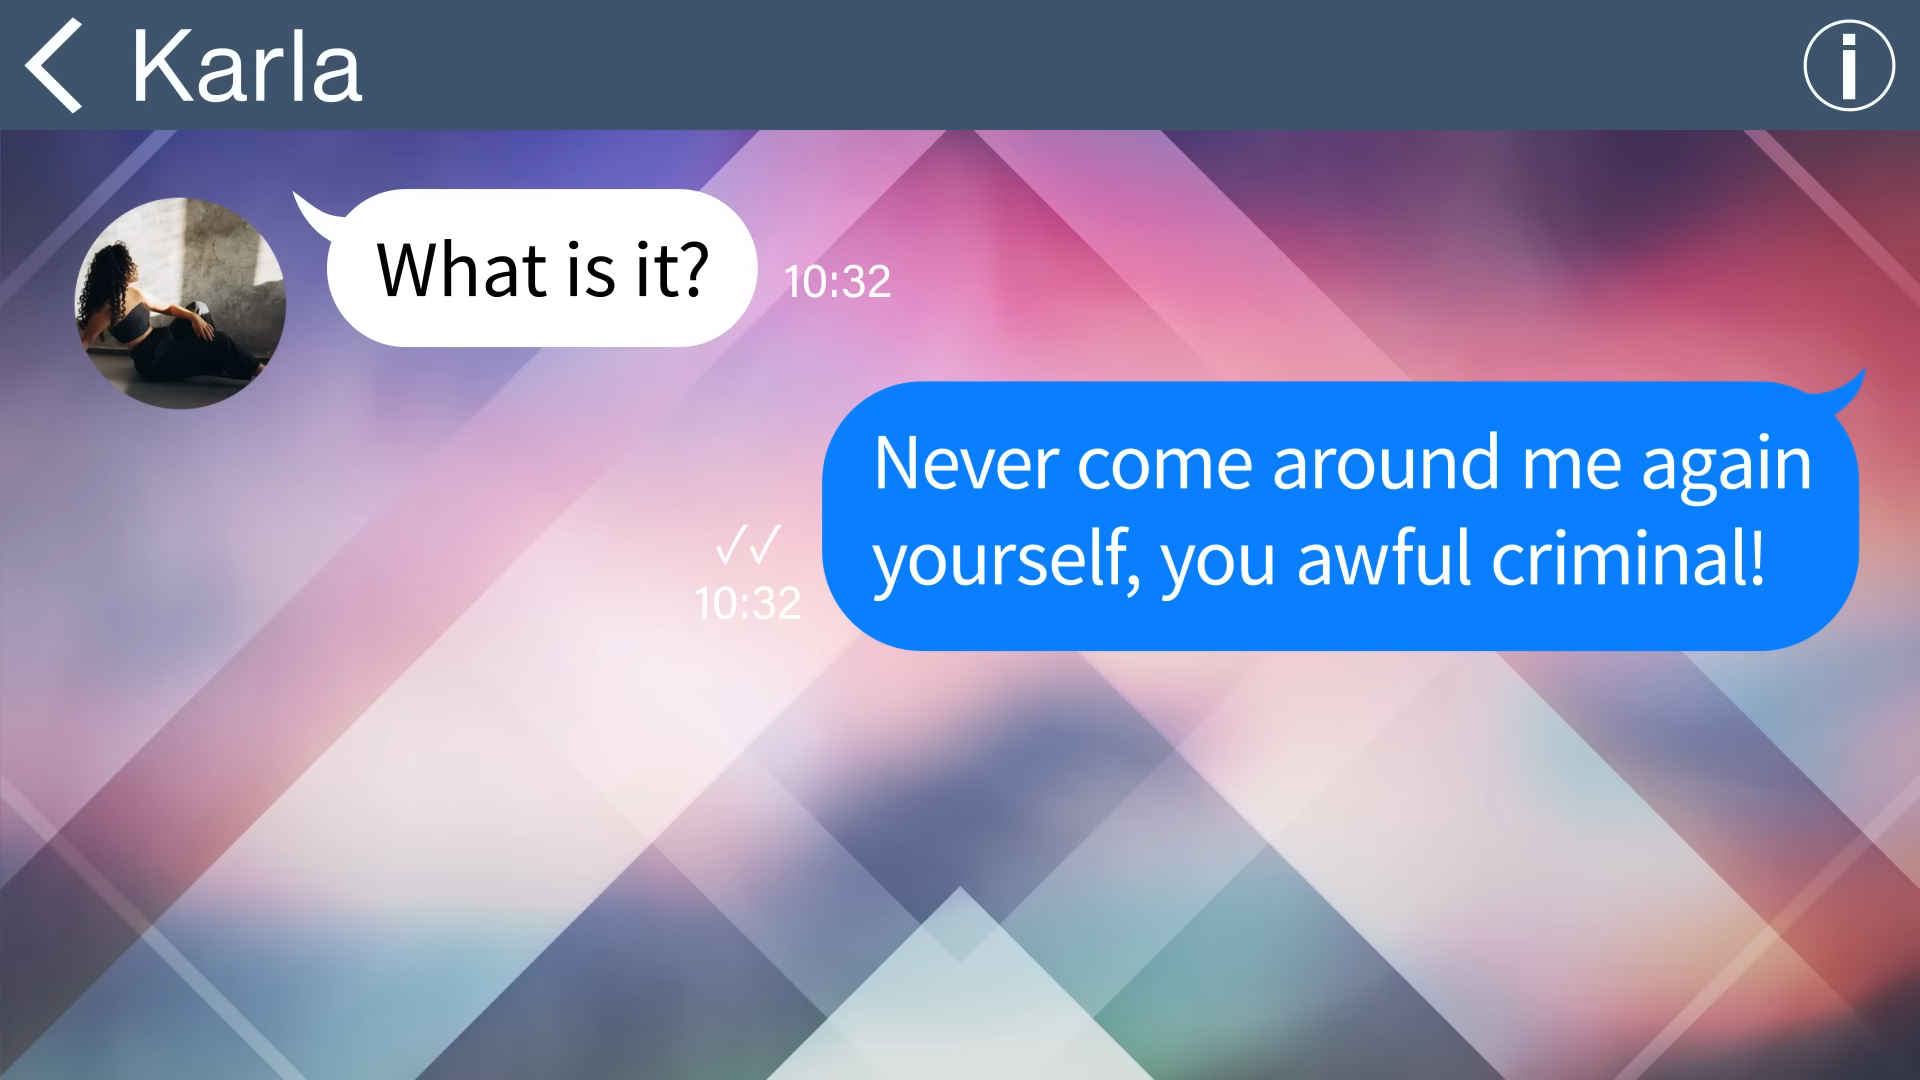 Karla
What is it?
10:32
Never come around me again
yourself, you awful criminal!
10:32